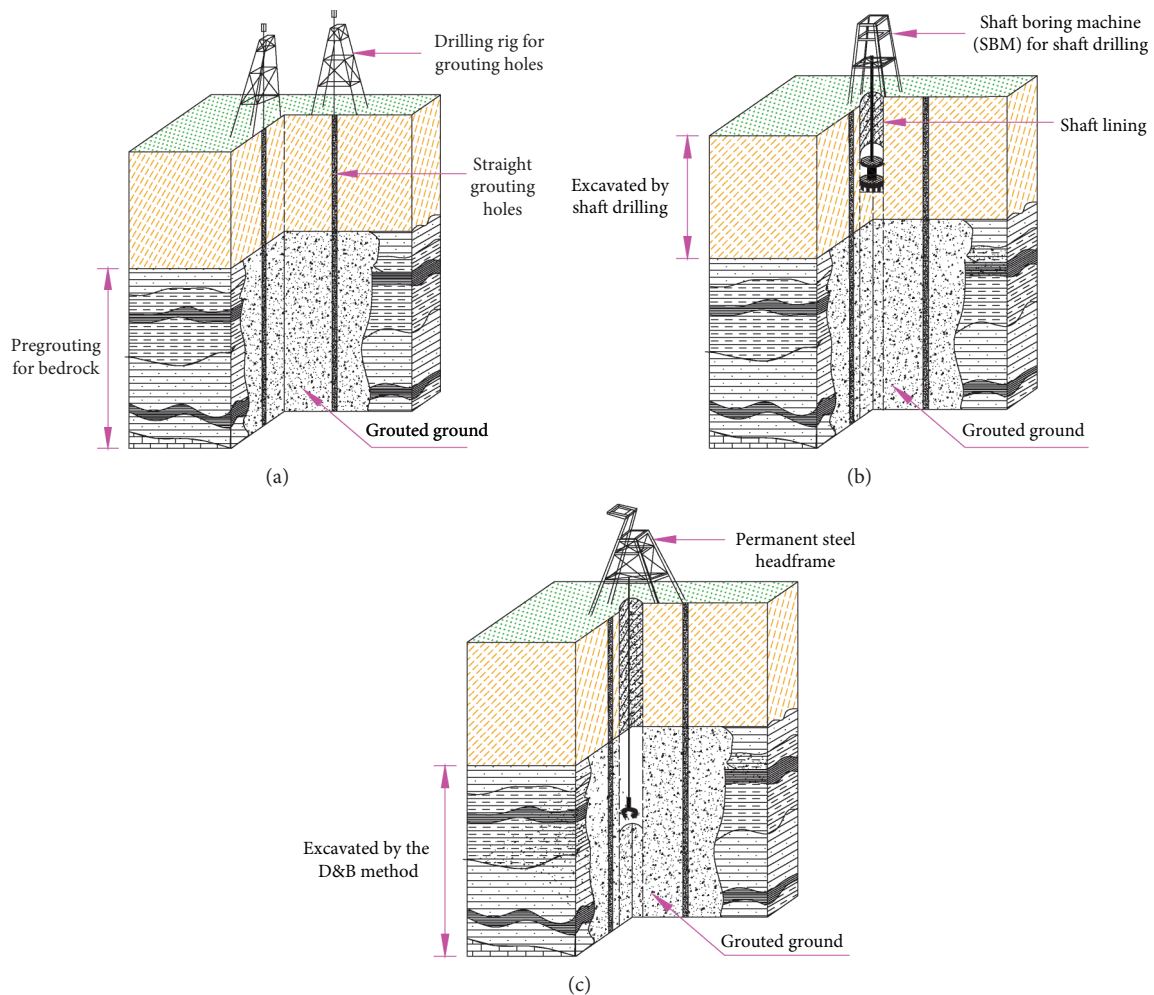 Drilling rig for
grouting holes
Straight
grouting
holes
Pregrouting
for bedrock
Grouted ground
(a)
Shaft boring machine
(SBM) for shaft drilling
Shaft lining
Excavated by
shaft drilling
Grouted ground
(b)
Permanent steel
headframe
Excavated by the
D&B method
Grouted ground
(c)